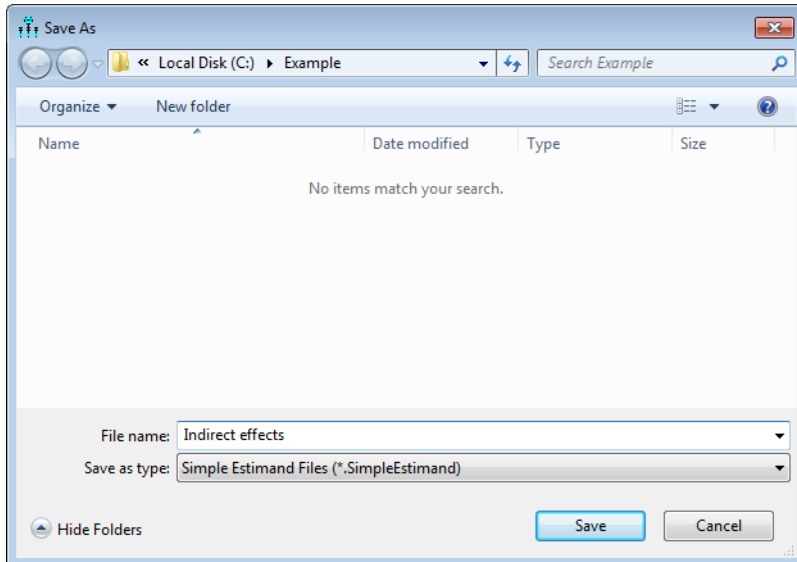 Save As
« Local Disk (C:) ▸ Example
Search Example
Organize ▾ New folder
Name Date modified Type Size
No items match your search.
File name: Indirect effects
Save as type: Simple Estimand Files (*.SimpleEstimand)
Hide Folders Save Cancel